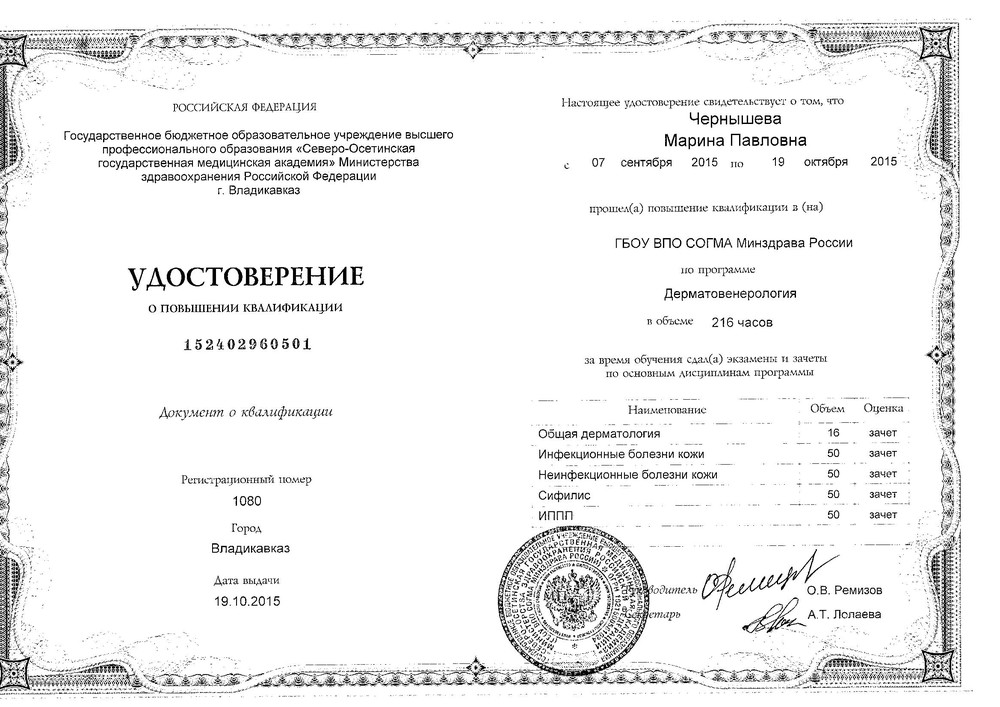 РОССИЙСКАЯ ФЕДЕРАЦИЯ
Государственное бюджетное образовательное учреждение высшего
профессионального образования «Северо-Осетинская
государственная медицинская академия» Министерства
здравоохранения Российской Федерации
г. Владикавказ
УДОСТОВЕРЕНИЕ
О ПОВЫШЕНИИ КВАЛИФИКАЦИИ
152402960501
Документ о квалификации
Регистрационный номер
1080
Город
Владикавказ
Дата выдачи
19.10.2015
Настоящее удостоверение свидетельствует о том, что
Чернышева
Марина Павловна
с 07 сентября 2015 по 19 октября 2015
прошел(а) повышение квалификации в (на)
ГБОУ ВПО СОГМА Минздрава России
по программе
Дерматовенерология
в объеме 216 часов
за время обучения сдал(а) экзамены и зачеты
по основным дисциплинам программы
Наименование Объем Оценка
Общая дерматология 16 зачет
Инфекционные болезни кожи 50 зачет
Неинфекционные болезни кожи 50 зачет
Сифилис 50 зачет
ИППП 50 зачет
Руководитель О.В. Ремизов
Секретарь А.Т. Лолаева